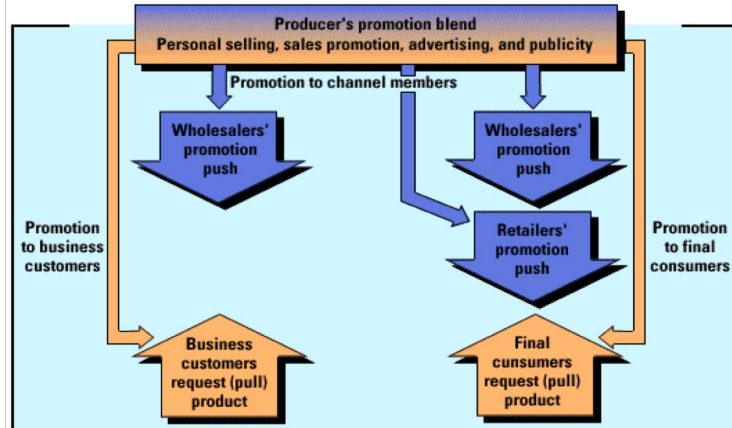 Producer's promotion blend
Personal selling, sales promotion, advertising, and publicity
Promotion to channel members
Wholesalers'
promotion
push
Wholesalers'
promotion
push
Promotion
to business
customers
Retailers'
promotion
push
Promotion
to final
consumers
Business
customers
request (pull)
product
Final
cunsumers
request (pull)
product